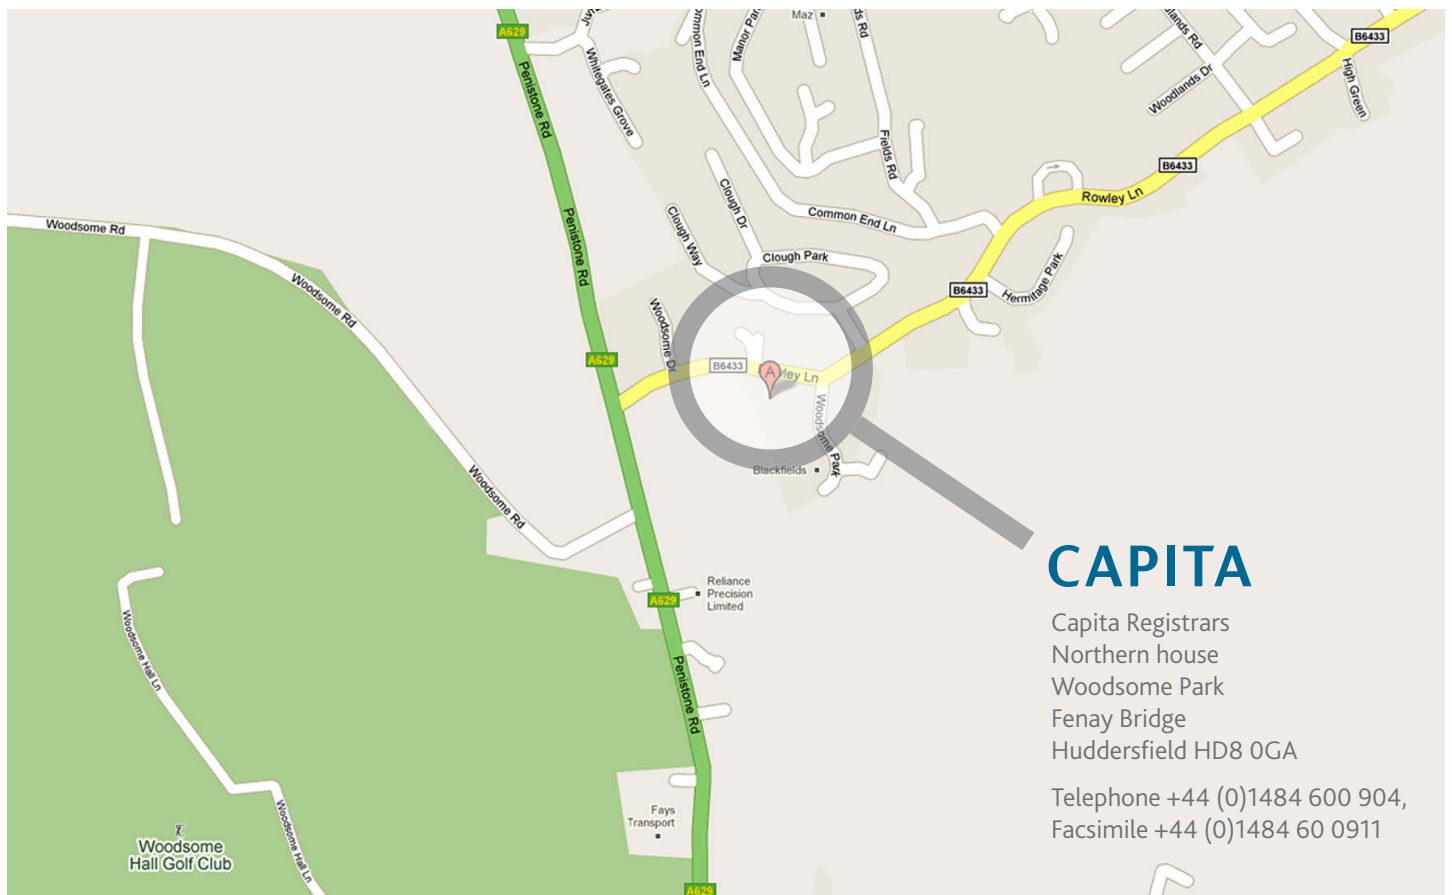 Maz
A629
B6433
Whitegates Grove
Common End Ln
Manor Park
Penistone Rd
High Green
Woodlands Dr
Fields Rd
B6433
Rowley Ln
Clough Dr
Clough Way
Common End Ln
Woodsome Rd
Penistone Rd
Clough Park
Hermitage Park
B6433
Woodsome Rd
Woodsome Dr
A629
B6433
A
Woodsome Park
Blackfields
Woodsome Rd
CAPITA
Capita Registrars
Northern house
Woodsome Park
Fenay Bridge
Huddersfield HD8 0GA
Telephone +44 (0)1484 600 904,
Facsimile +44 (0)1484 60 0911
Reliance
Precision
Limited
A629
Woodsome Hall Ln
Penistone Rd
Fays
Transport
Woodsome Hall Ln
Woodsome
Hall Golf Club
A629